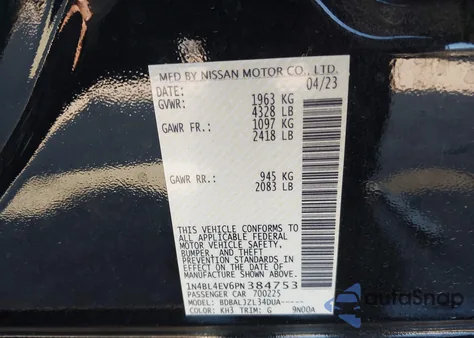 MFD BY NISSAN MOTOR CO., LTD.
DATE: 04/23
GVWR: 1963 KG
4328 LB
GAWR FR.: 1097 KG
2418 LB
GAWR RR.: 945 KG
2083 LB
THIS VEHICLE CONFORMS TO
ALL APPLICABLE FEDERAL
MOTOR VEHICLE SAFETY,
BUMPER, AND THEFT
PREVENTION STANDARDS IN
EFFECT ON THE DATE OF
MANUFACTURE SHOWN ABOVE.
1N4BL4EV6PN384753
PASSENGER CAR 700225
MODEL: BDBALJZL34DUA-----
COLOR: KH3 TRIM: G 9N00A
AutoSnap